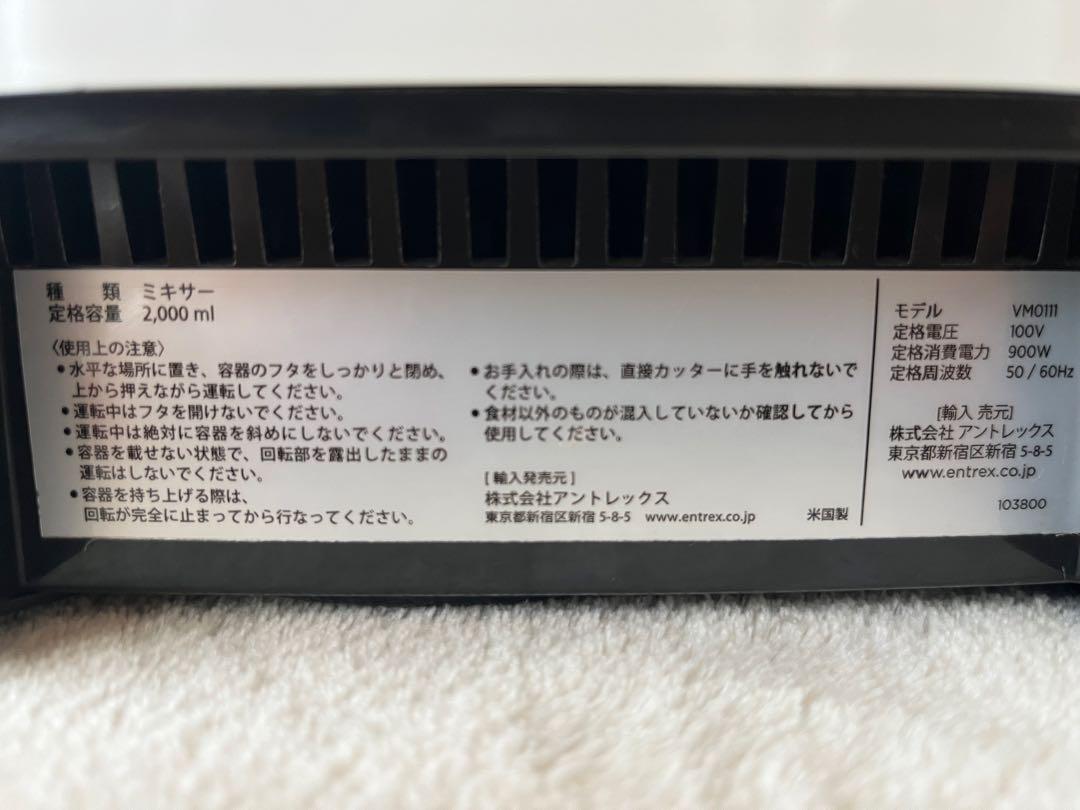 種　類　ミキサー
定格容量　2,000 ml
〈使用上の注意〉
●水平な場所に置き、容器のフタをしっかりと閉め、
上から押えながら運転してください。
●運転中はフタを開けないでください。
●運転中は絶対に容器を斜めにしないでください。
●容器を載せない状態で、回転部を露出したままの
運転はしないでください。
●容器を持ち上げる際は、
回転が完全に止まってから行なってください。
●お手入れの際は、直接カッターに手を触れないで
ください。
●食材以外のものが混入していないか確認してから
使用してください。
[輸入発売元]
株式会社アントレックス
東京都新宿区新宿 5-8-5　www.entrex.co.jp　米国製
モデル　VM0111
定格電圧　100V
定格消費電力　900W
定格周波数　50 / 60Hz
[輸入 売元]
株式会社 アントレックス
東京都新宿区新宿 5-8-5
www.entrex.co.jp
103800